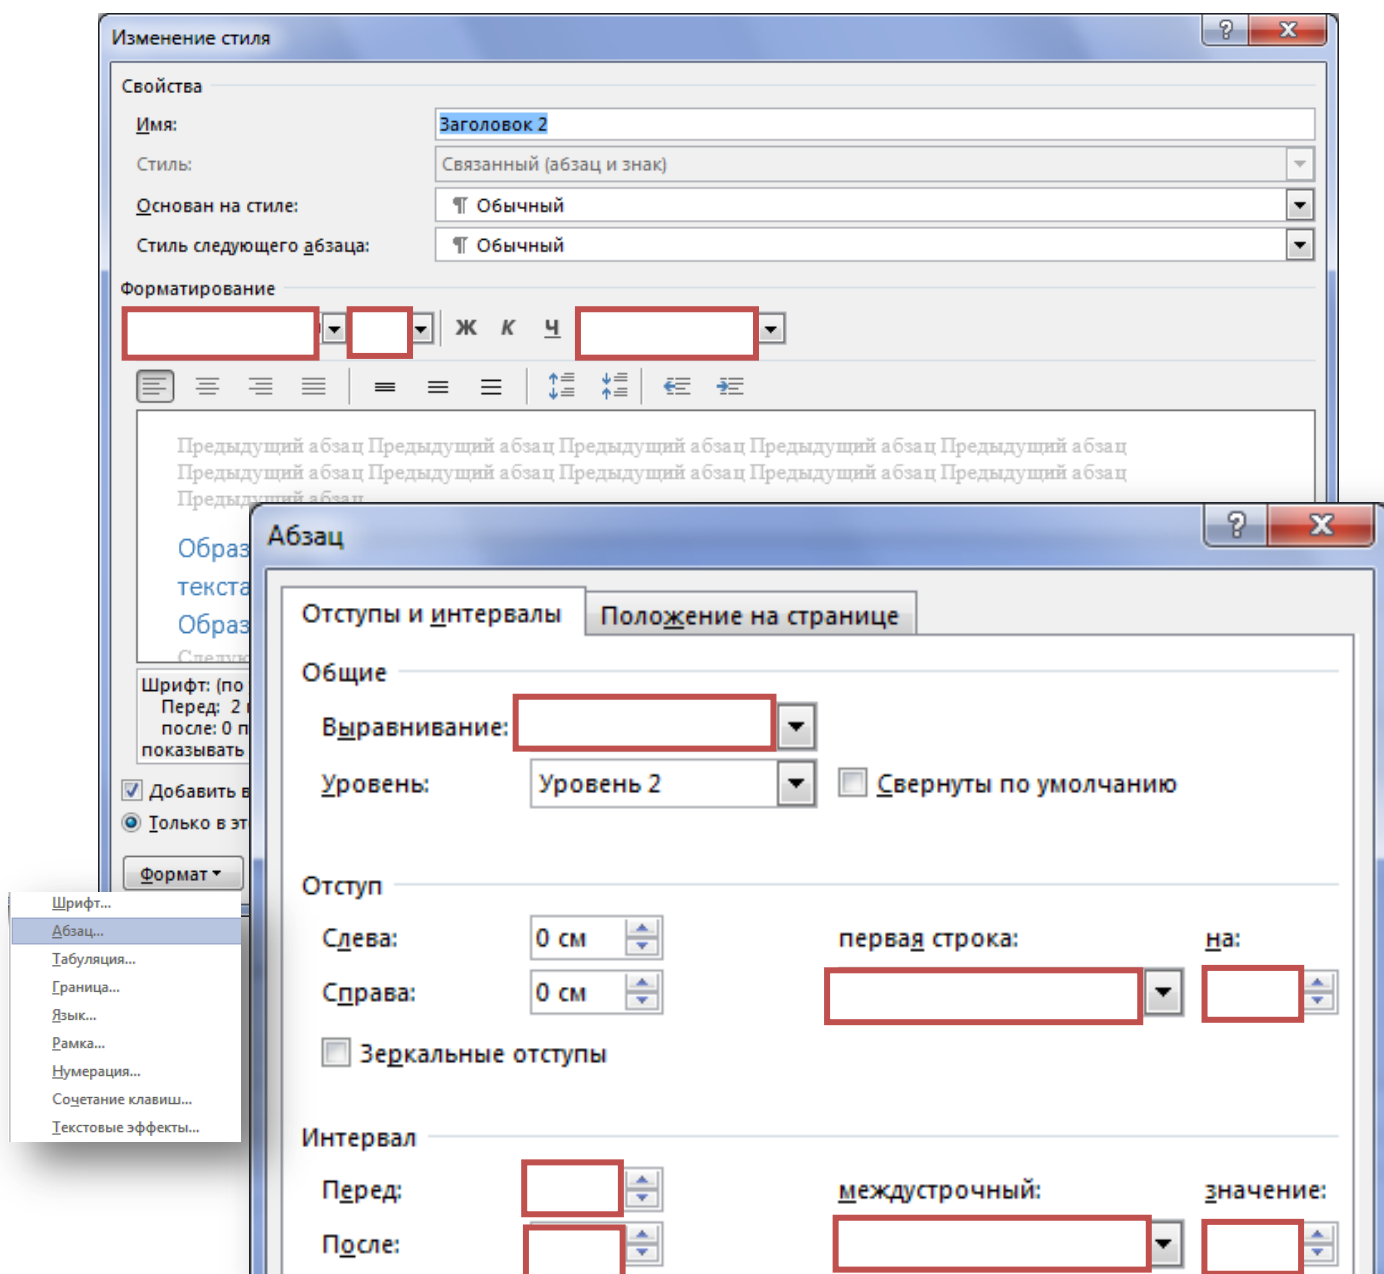 Изменение стиля
Свойства
Имя: Заголовок 2
Стиль: Связанный (абзац и знак)
Основан на стиле: ¶ Обычный
Стиль следующего абзаца: ¶ Обычный
Форматирование
Ж К Ч
Предыдущий абзац Предыдущий абзац Предыдущий абзац Предыдущий абзац Предыдущий абзац
Предыдущий абзац Предыдущий абзац Предыдущий абзац Предыдущий абзац Предыдущий абзац
Предыдущий абзац
Образ
текста
Образ
Следую
Шрифт: (по
Перед: 2
после: 0 п
показывать
Добавить в
Только в эт
Формат
Шрифт...
Абзац...
Табуляция...
Граница...
Язык...
Рамка...
Нумерация...
Сочетание клавиш...
Текстовые эффекты...
Абзац
Отступы и интервалы Положение на странице
Общие
Выравнивание:
Уровень: Уровень 2 Свернуты по умолчанию
Отступ
Слева: 0 см первая строка: на:
Справа: 0 см
Зеркальные отступы
Интервал
Перед: междустрочный: значение:
После: